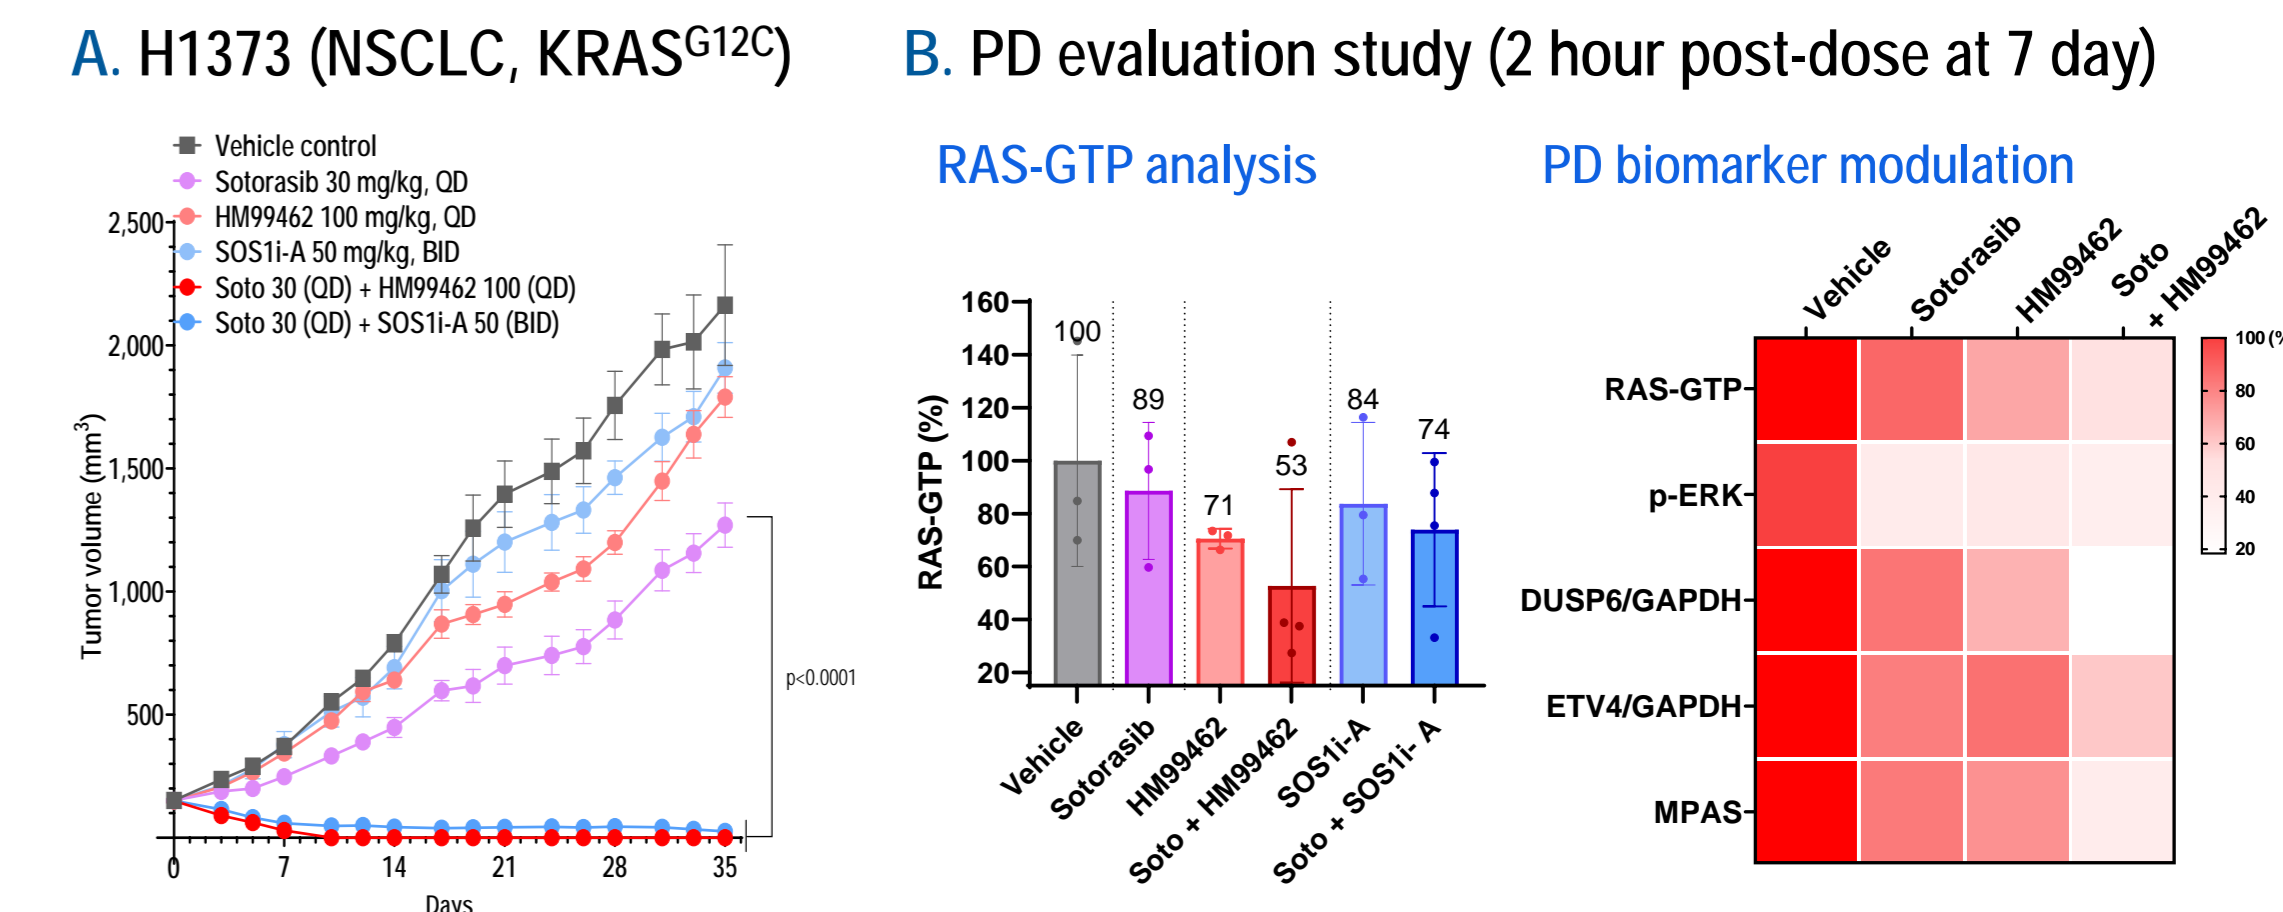 A. H1373 (NSCLC, KRASG12C)
Vehicle control
Sotorasib 30 mg/kg, QD
HM99462 100 mg/kg, QD
SOS1i-A 50 mg/kg, BID
Soto 30 (QD) + HM99462 100 (QD)
Soto 30 (QD) + SOS1i-A 50 (BID)
Tumor volume (mm3)
2,500
2,000
1,500
1,000
500
0 7 14 21 28 35
Days
p<0.0001
B. PD evaluation study (2 hour post-dose at 7 day)
RAS-GTP analysis
RAS-GTP (%)
160
140
120
100
80
60
40
20
100
89
71
53
84
74
Vehicle
Sotorasib
HM99462
Soto + HM99462
SOS1i-A
Soto + SOS1i- A
PD biomarker modulation
Vehicle
Sotorasib
HM99462
Soto
+ HM99462
RAS-GTP
p-ERK
DUSP6/GAPDH
ETV4/GAPDH
MPAS
100 (%
80
60
40
20